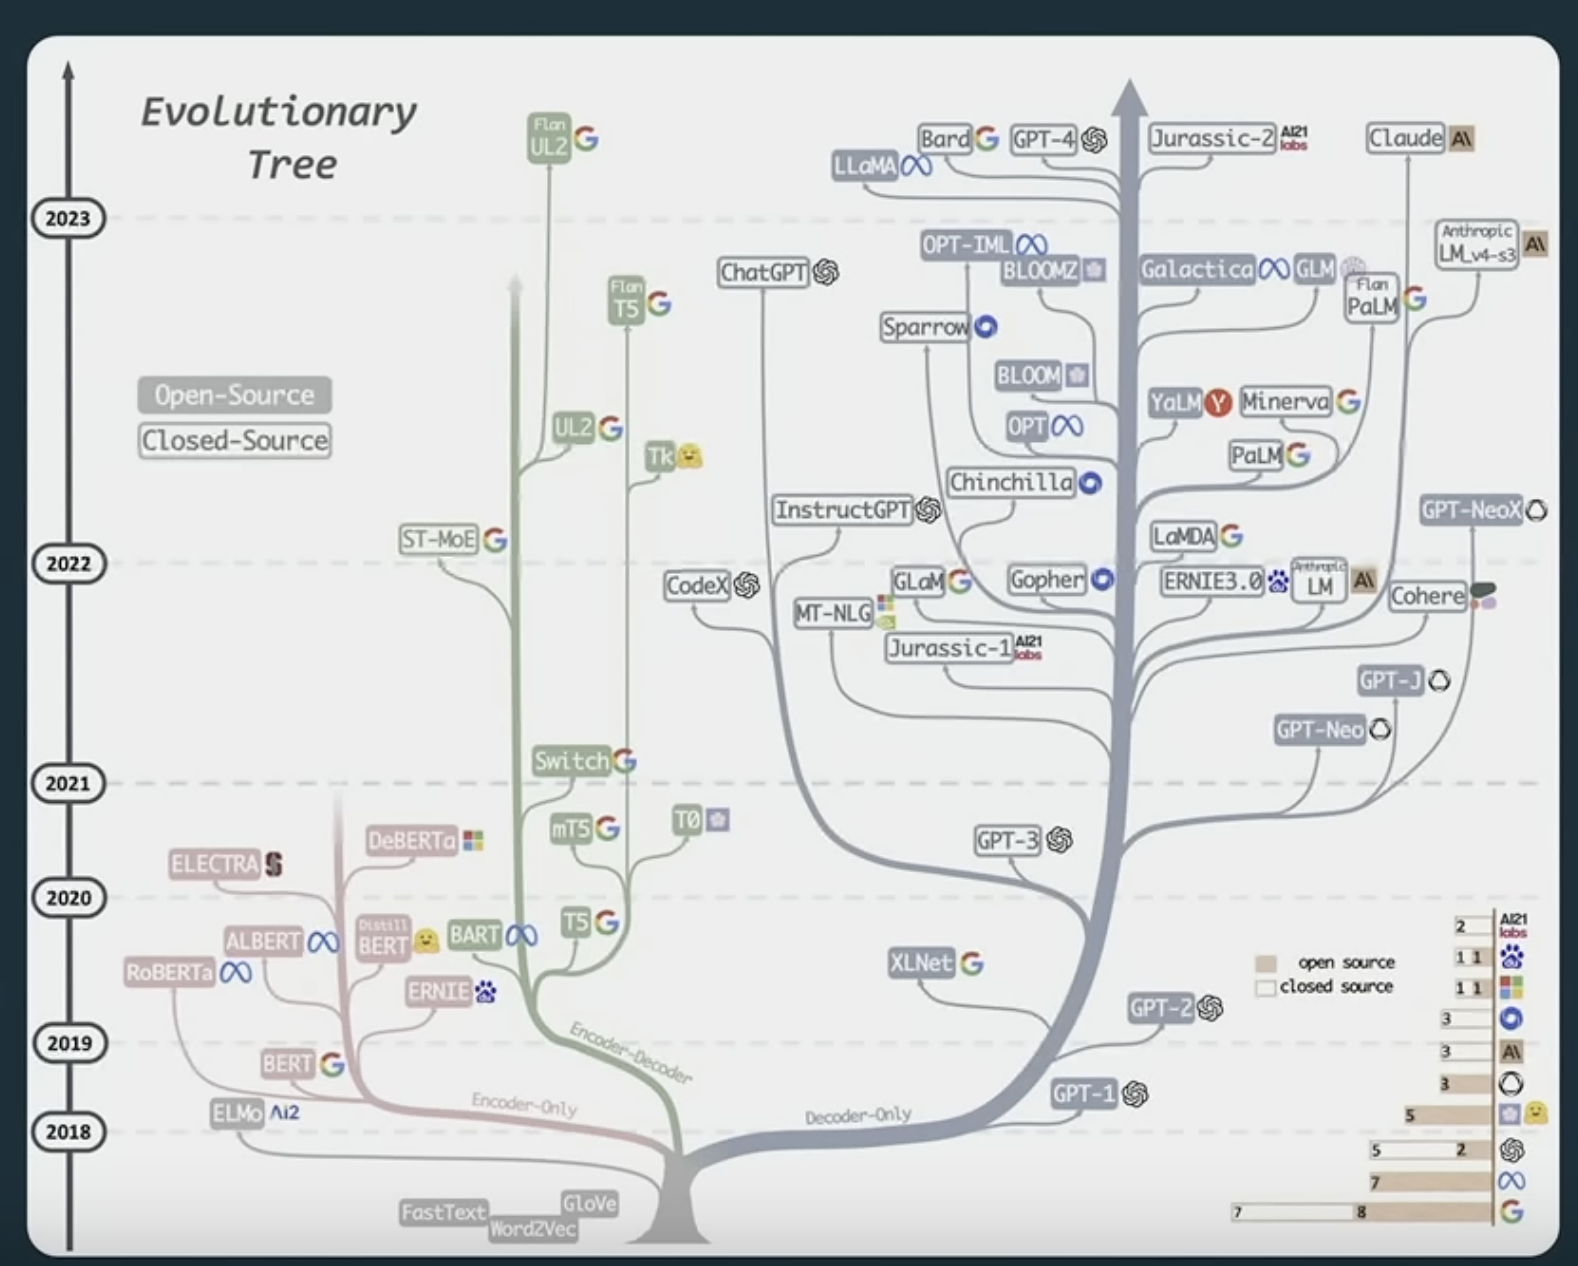 Evolutionary
Tree
2023
2022
2021
2020
2019
2018
Open-Source
Closed-Source
Flan
UL2
Flan
T5
UL2
Tk
ST-MoE
Switch
mT5
T0
T5
BART
Encoder-Decoder
DeBERTa
ELECTRA
ALBERT
Distill
BERT
RoBERTa
ERNIE
BERT
Encoder-Only
ELMo
Ai2
FastText
Word2Vec
GloVe
Bard
GPT-4
Jurassic-2
AI21
labs
Claude
A\
LLaMA
OPT-IML
BLOOMZ
Galactica
GLM
Anthropic
LM_v4-s3
A\
ChatGPT
Flan
PaLM
Sparrow
BLOOM
YaLM
Minerva
OPT
PaLM
Chinchilla
InstructGPT
GPT-NeoX
LaMDA
CodeX
GLaM
Gopher
ERNIE3.0
Anthropic
LM
A\
Cohere
MT-NLG
Jurassic-1
AI21
labs
GPT-J
GPT-Neo
GPT-3
XLNet
GPT-2
GPT-1
Decoder-Only
open source
closed source
2
AI21
labs
1 1
1 1
3
3
A\
3
5
5 2
7
7 8